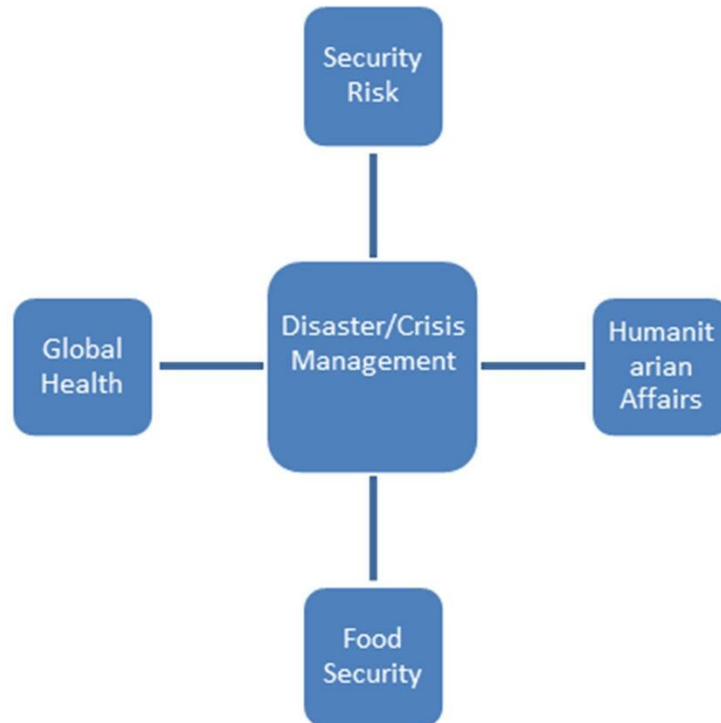 Security
Risk
Global
Health
Disaster/Crisis
Management
Humanit
arian
Affairs
Food
Security